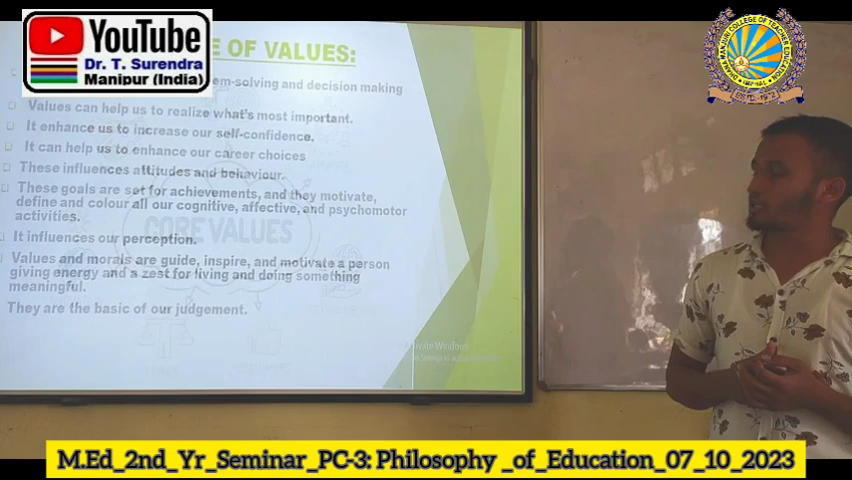 YouTube
Dr. T. Surendra
Manipur (India)
E OF VALUES:
em-solving and decision making
Values can help us to realize what's most important.
It enhance us to increase our self-confidence.
It can help us to enhance our career choices
These influences attitudes and behaviour.
These goals are set for achievements, and they motivate,
define and colour all our cognitive, affective, and psychomotor
activities.
It influences our perception.
Values and morals are guide, inspire, and motivate a person
giving energy and a zest for living and doing something
meaningful.
They are the basic of our judgement.
CORE VALUES
COLLEGE OF TEACHER EDUCATION
M.Ed_2nd_Yr_Seminar_PC-3: Philosophy _of_Education_07_10_2023